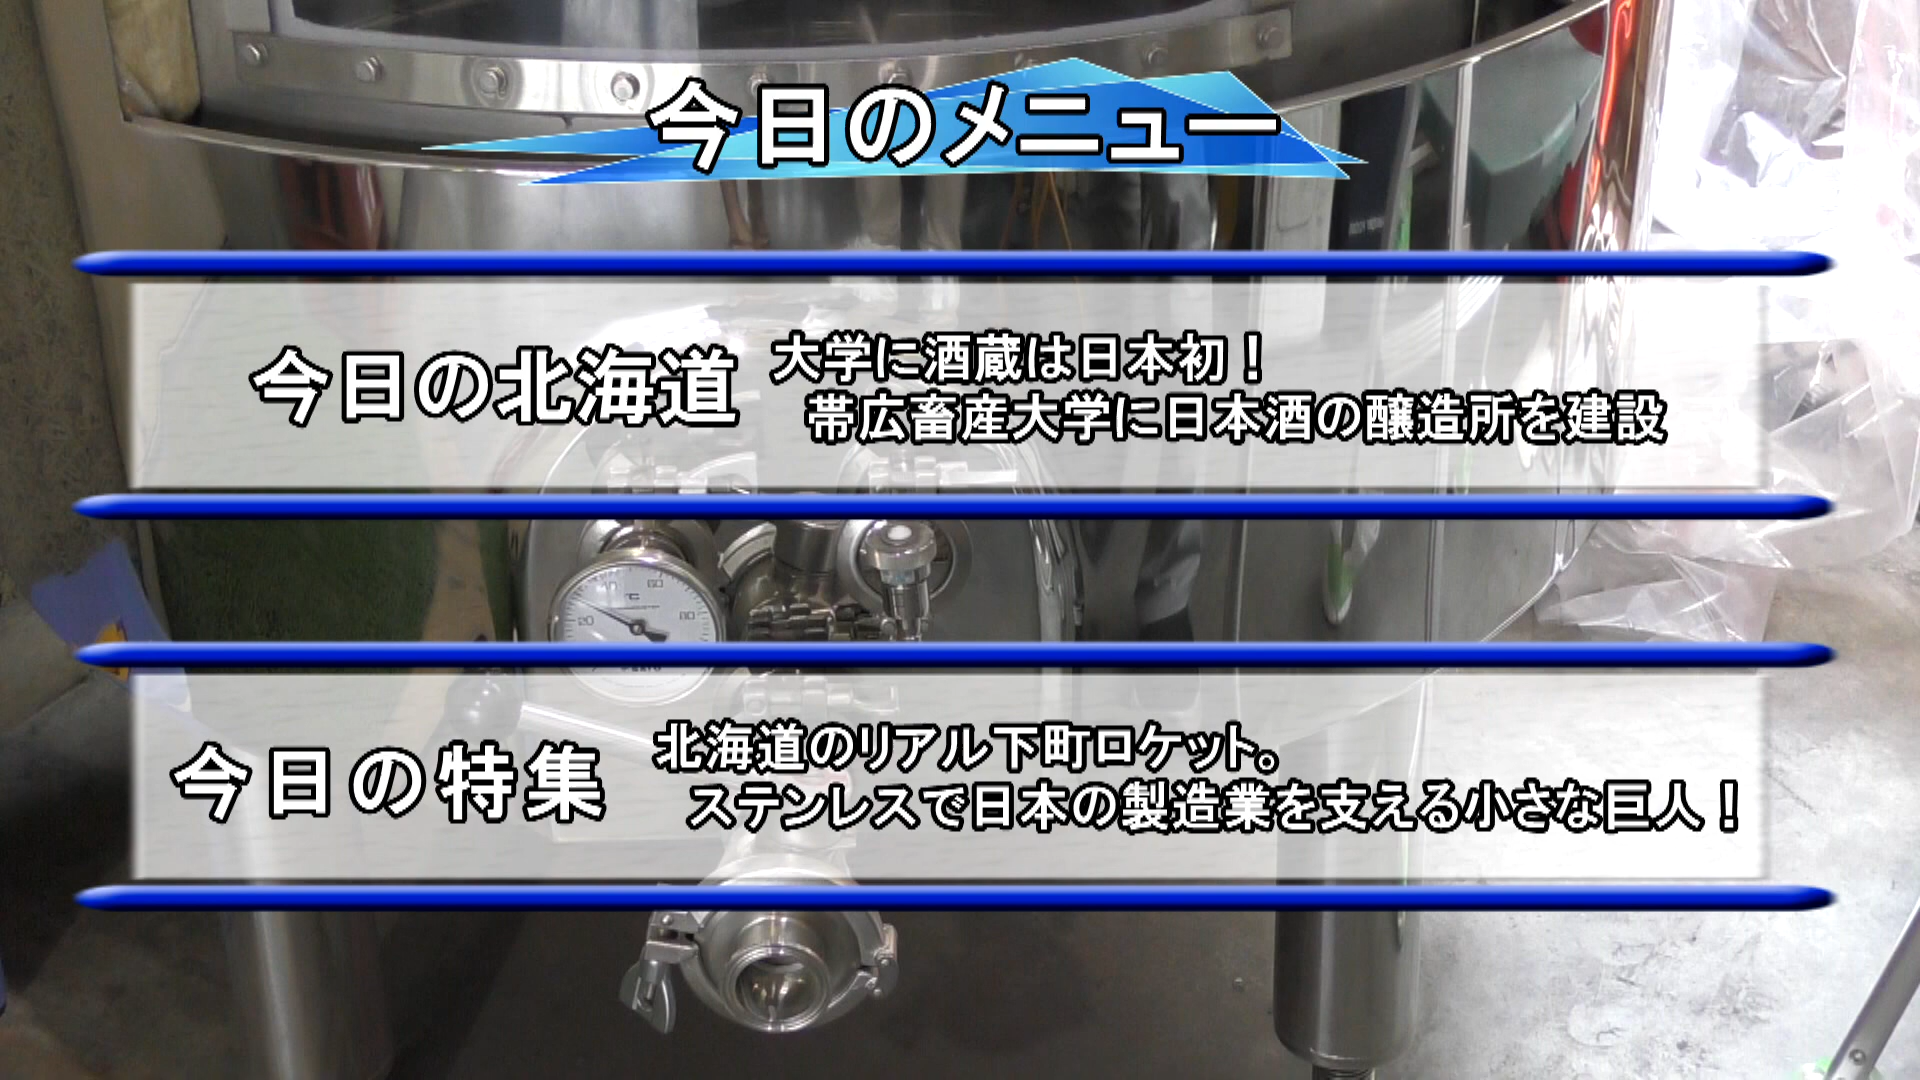 今日のメニュー
今日の北海道
大学に酒蔵は日本初！
帯広畜産大学に日本酒の醸造所を建設
20
60
80
℃
今日の特集
北海道のリアル下町ロケット。
ステンレスで日本の製造業を支える小さな巨人！